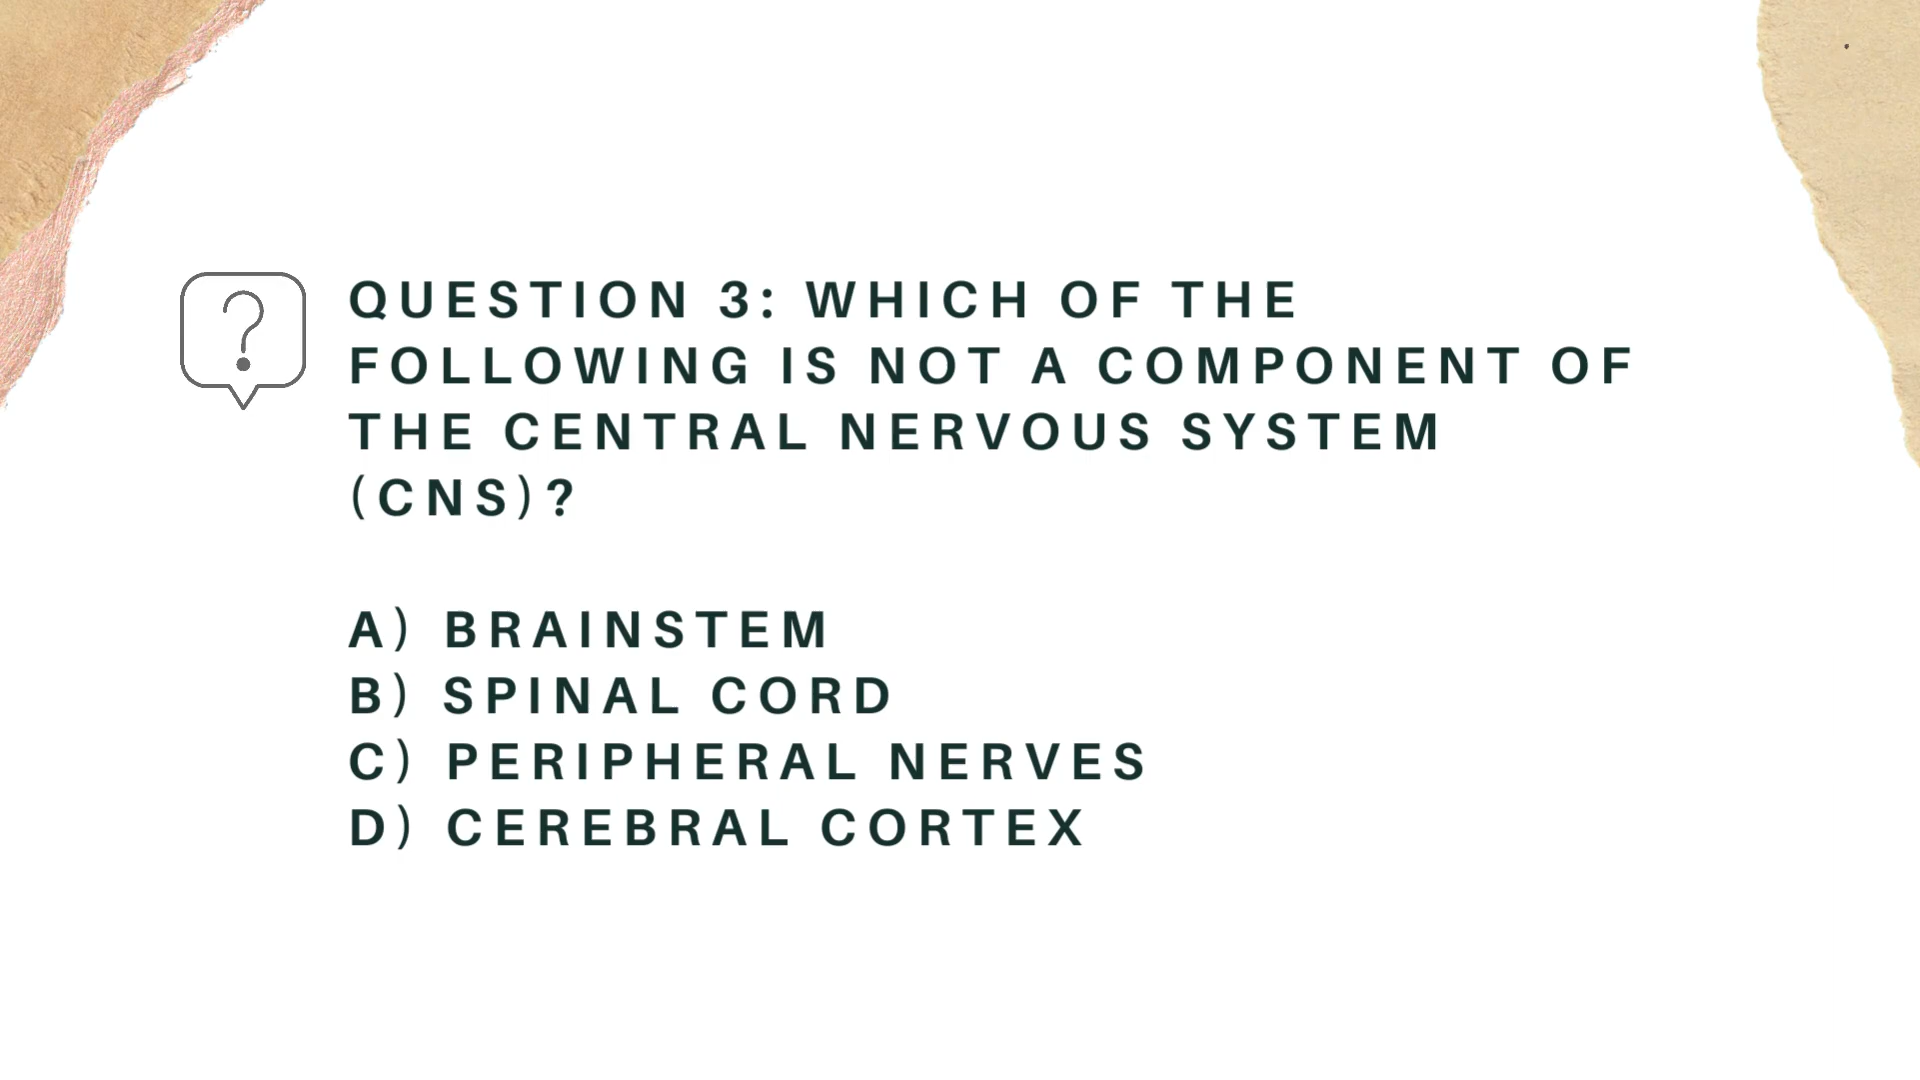 QUESTION 3: WHICH OF THE
FOLLOWING IS NOT A COMPONENT OF
THE CENTRAL NERVOUS SYSTEM
(CNS)?
A) BRAINSTEM
B) SPINAL CORD
C) PERIPHERAL NERVES
D) CEREBRAL CORTEX